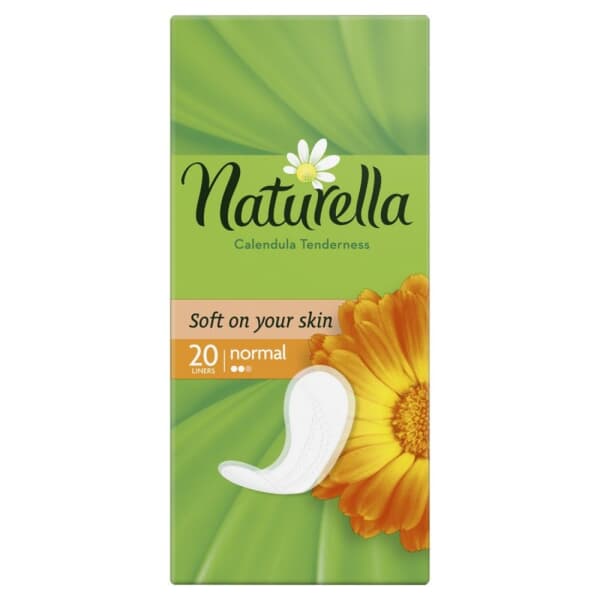 Naturella
Calendula Tenderness
Soft on your skin
20 normal
LINERS